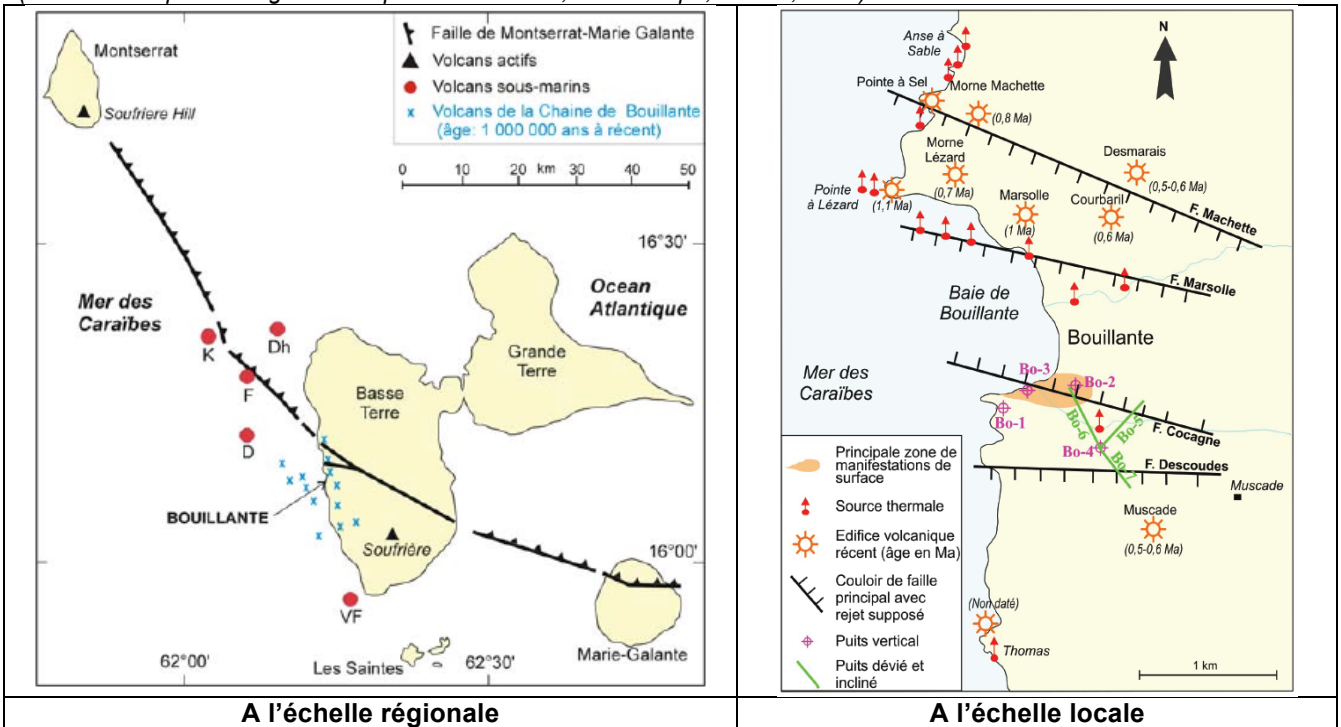 Montserrat
Soufriere Hill
Faille de Montserrat-Marie Galante
Volcans actifs
Volcans sous-marins
Volcans de la Chaine de Bouillante
(âge: 1 000 000 ans à récent)
0 10 20 km 30 40 50
16°30'
Mer des
Caraïbes
Ocean
Atlantique
K
Dh
F
D
Grande
Terre
Basse
Terre
BOUILLANTE
Soufrière
16°00'
VF
62°00'
Les Saintes
62°30'
Marie-Galante
A l'échelle régionale
Anse à
Sable
N
Pointe à Sel
Morne Machette
(0,8 Ma)
Morne
Lézard
(0,7 Ma)
Desmarais
(0,5-0,6 Ma)
Pointe
à Lézard
(1,1 Ma)
Marsolle
(1 Ma)
Courbaril
(0,6 Ma)
F. Machette
F. Marsolle
Baie de
Bouillante
Bouillante
Mer des
Caraïbes
Bo-3
Bo-2
Bo-1
Bo-6
Bo-5
F. Cocagne
Bo-4
Bo-7
F. Descoudes
Muscade
Muscade
(0,5-0,6 Ma)
(Non daté)
Thomas
Principale zone de
manifestations de
surface
Source thermale
Edifice volcanique
récent (âge en Ma)
Couloir de faille
principal avec
rejet supposé
Puits vertical
Puits dévié et
incliné
1 km
A l'échelle locale